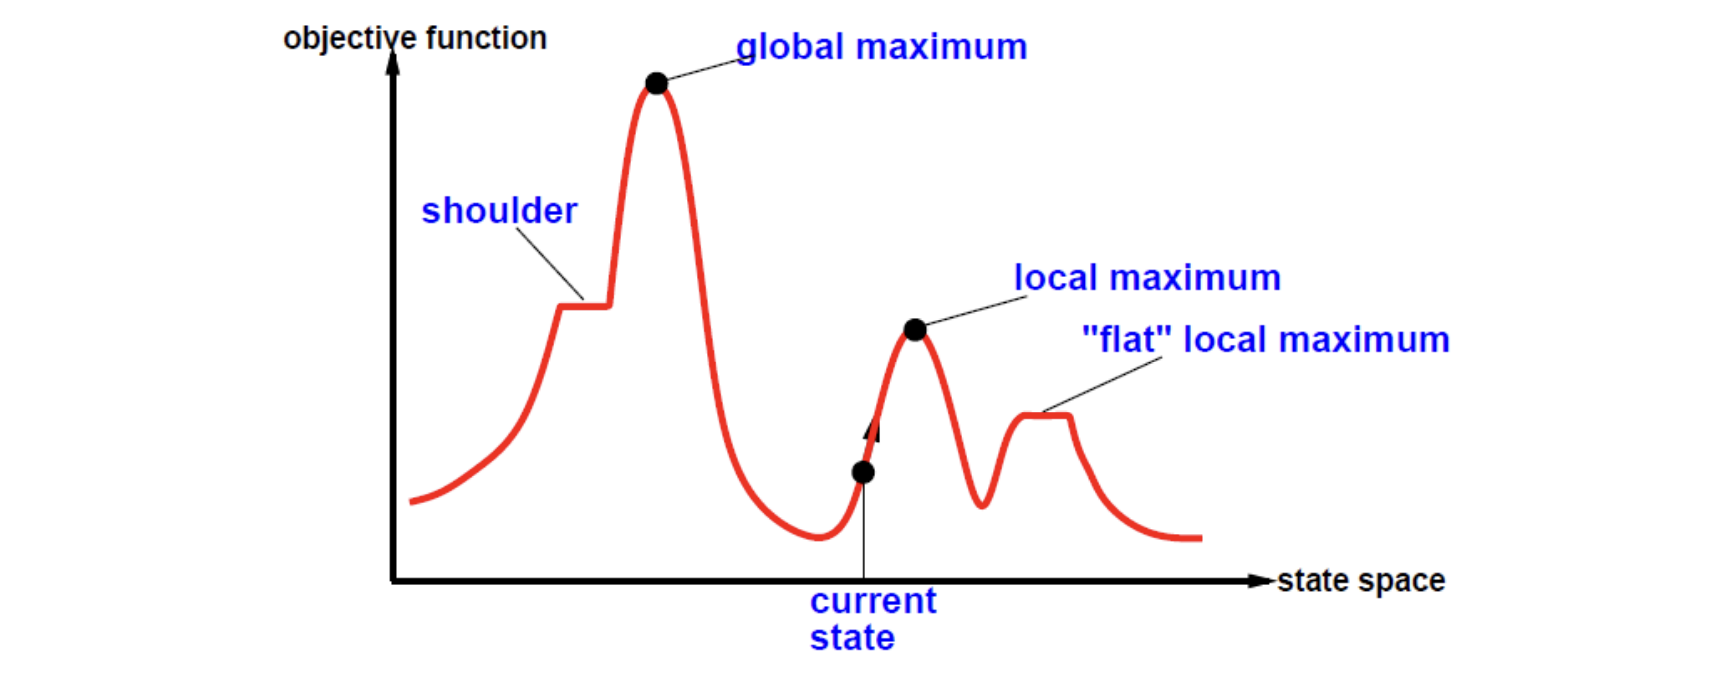 objective function
global maximum
shoulder
local maximum
"flat" local maximum
state space
current
state